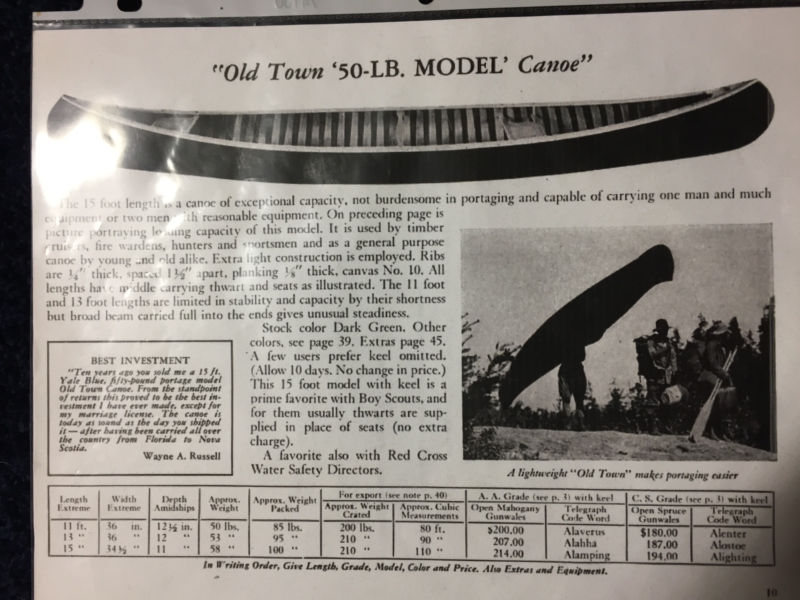 "Old Town '50-LB. MODEL' Canoe"
The 15 foot length is a canoe of exceptional capacity, not burdensome in portaging and capable of carrying one man and much
equipment or two men with reasonable equipment. On preceding page is
picture portraying loading capacity of this model. It is used by timber
cruisers, fire wardens, hunters and sportsmen and as a general purpose
canoe by young and old alike. Extra light construction is employed. Ribs
are ¼" thick, spaced 1½" apart, planking ⅛" thick, canvas No. 10. All
lengths have middle carrying thwart and seats as illustrated. The 11 foot
and 13 foot lengths are limited in stability and capacity by their shortness
but broad beam carried full into the ends gives unusual steadiness.
Stock color Dark Green. Other
colors, see page 39. Extras page 45.
A few users prefer keel omitted.
(Allow 10 days. No change in price.)
This 15 foot model with keel is a
prime favorite with Boy Scouts, and
for them usually thwarts are sup-
plied in place of seats (no extra
charge).
A favorite also with Red Cross
Water Safety Directors.
BEST INVESTMENT
"Ten years ago you sold me a 15 ft.
Yale Blue, fifty-pound portage model
Old Town Canoe. From the standpoint
of returns this proved to be the best in-
vestment I have ever made, except for
my marriage license. The canoe is
today as sound as the day you shipped
it — after having been carried all over
the country from Florida to Nova
Scotia.
Wayne A. Russell
A lightweight "Old Town" makes portaging easier
Length Extreme Width Extreme Depth Amidships Approx. Weight Approx. Weight Packed For export (see note p. 40) A. A. Grade (see p. 3) with keel C. S. Grade (see p. 3) with keel
Approx. Weight Crated Approx. Cubic Measurements Open Mahogany Gunwales Telegraph Code Word Open Spruce Gunwales Telegraph Code Word
11 ft. 36 in. 12½ in. 50 lbs. 85 lbs. 200 lbs. 80 ft. $200.00 Alaverus $180.00 Alenter
13 " 36 " 12 " 53 " 95 " 210 " 90 " 207.00 Alahba 187.00 Alostoe
15 " 34½ " 11 " 58 " 100 " 210 " 110 " 214.00 Alamping 194.00 Alighting
In Writing Order, Give Length, Grade, Model, Color and Price. Also Extras and Equipment.
10